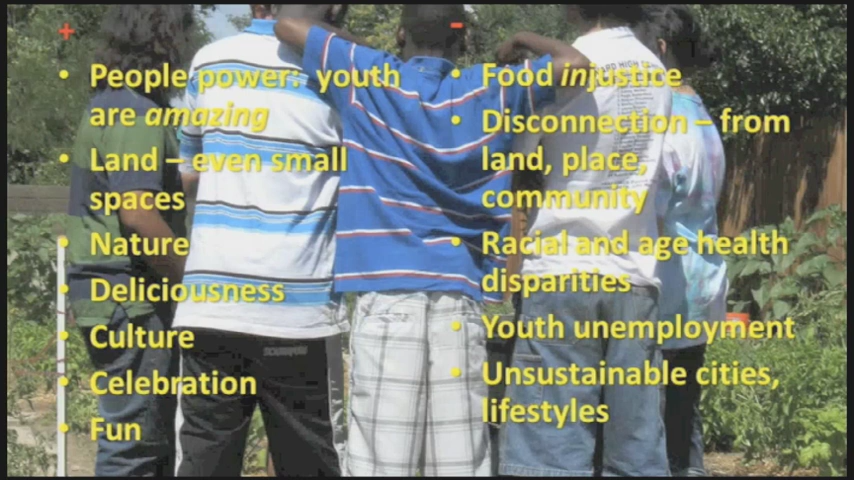 +
• People power: youth
are amazing
• Land – even small
spaces
• Nature
• Deliciousness
• Culture
• Celebration
• Fun
-
• Food injustice
• Disconnection – from
land, place,
community
• Racial and age health
disparities
• Youth unemployment
• Unsustainable cities,
lifestyles